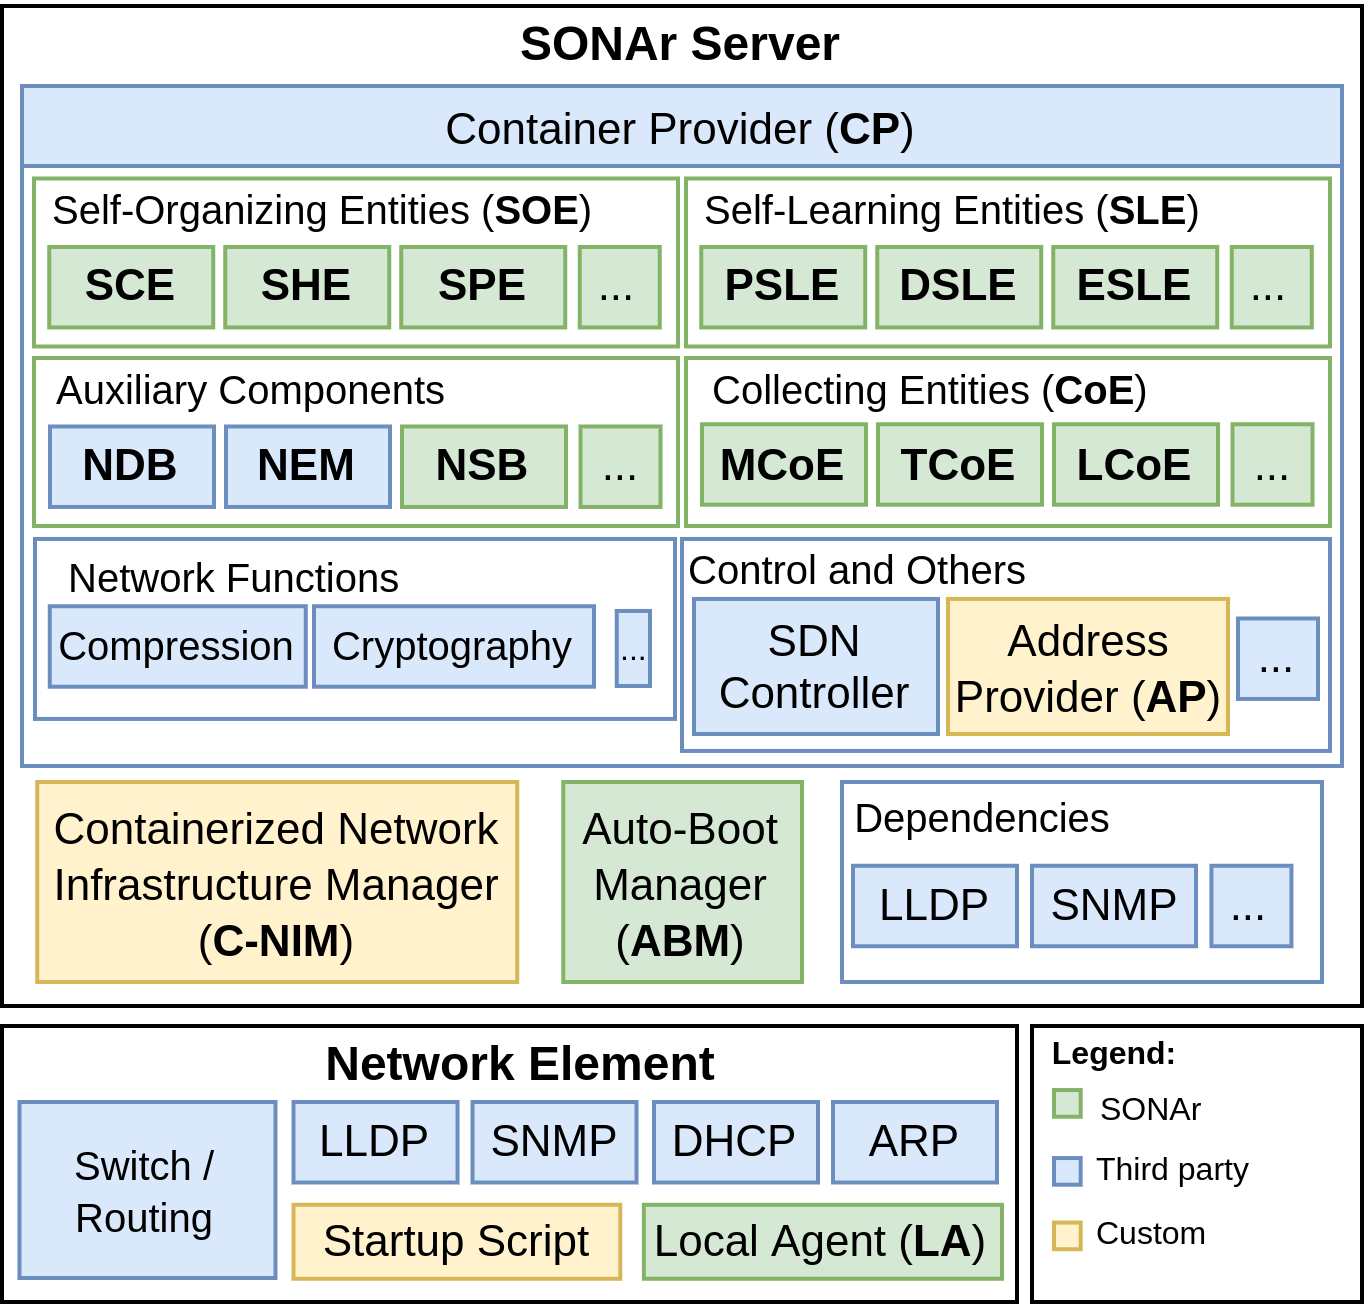 SONAr Server
Container Provider (CP)
Self-Organizing Entities (SOE)
SCE
SHE
SPE
...
Self-Learning Entities (SLE)
PSLE
DSLE
ESLE
...
Auxiliary Components
NDB
NEM
NSB
...
Collecting Entities (CoE)
MCoE
TCoE
LCoE
...
Network Functions
Compression
Cryptography
...
Control and Others
SDN
Controller
Address
Provider (AP)
...
Containerized Network
Infrastructure Manager
(C-NIM)
Auto-Boot
Manager
(ABM)
Dependencies
LLDP
SNMP
...
Network Element
Switch /
Routing
LLDP
SNMP
DHCP
ARP
Startup Script
Local Agent (LA)
Legend:
SONAr
Third party
Custom